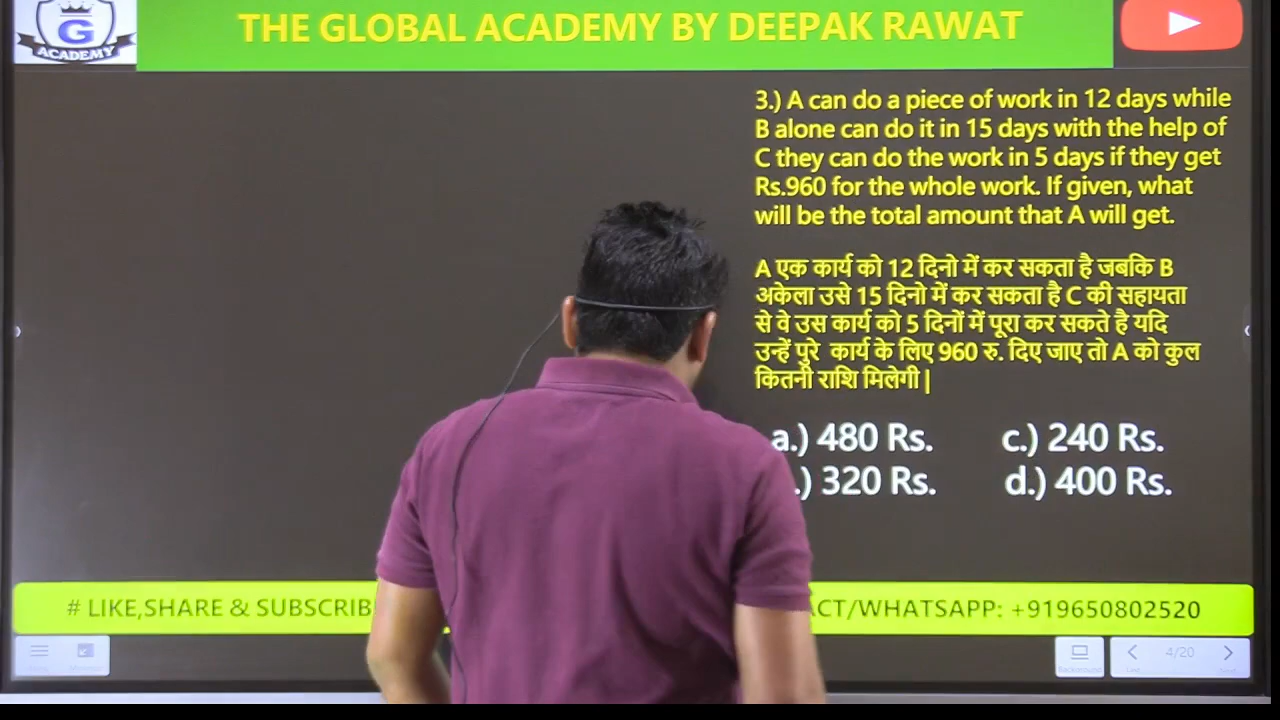 G
ACADEMY
THE GLOBAL ACADEMY BY DEEPAK RAWAT
3.) A can do a piece of work in 12 days while
B alone can do it in 15 days with the help of
C they can do the work in 5 days if they get
Rs.960 for the whole work. If given, what
will be the total amount that A will get.
A एक कार्य को 12 दिनो में कर सकता है जबकि B
अकेला उसे 15 दिनो में कर सकता है C की सहायता
से वे उस कार्य को 5 दिनों में पूरा कर सकते है यदि
उन्हें पुरे कार्य के लिए 960 रु. दिए जाए तो A को कुल
कितनी राशि मिलेगी |
a.) 480 Rs. c.) 240 Rs.
.) 320 Rs. d.) 400 Rs.
# LIKE,SHARE & SUBSCRIB ACT/WHATSAPP: +919650802520
4/20